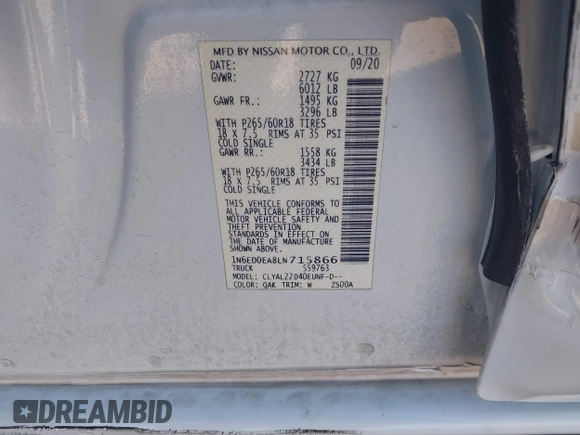 MFD BY NISSAN MOTOR CO., LTD.
DATE: 09/20
GVWR: 2727 KG
6012 LB
GAWR FR.: 1495 KG
3296 LB
WITH P265/60R18 TIRES
18 X 7.5 RIMS AT 35 PSI
COLD SINGLE
GAWR RR.: 1558 KG
3434 LB
WITH P265/60R18 TIRES
18 X 7.5 RIMS AT 35 PSI
COLD SINGLE
THIS VEHICLE CONFORMS TO
ALL APPLICABLE FEDERAL
MOTOR VEHICLE SAFETY AND
THEFT PREVENTION
STANDARDS IN EFFECT ON
THE DATE OF MANUFACTURE
SHOWN ABOVE.
1N6ED0EA8LN715866
TRUCK 559763
MODEL: CLYAL22D40EUNF-D--
COLOR: QAK TRIM: W ZS00A
DREAMBID